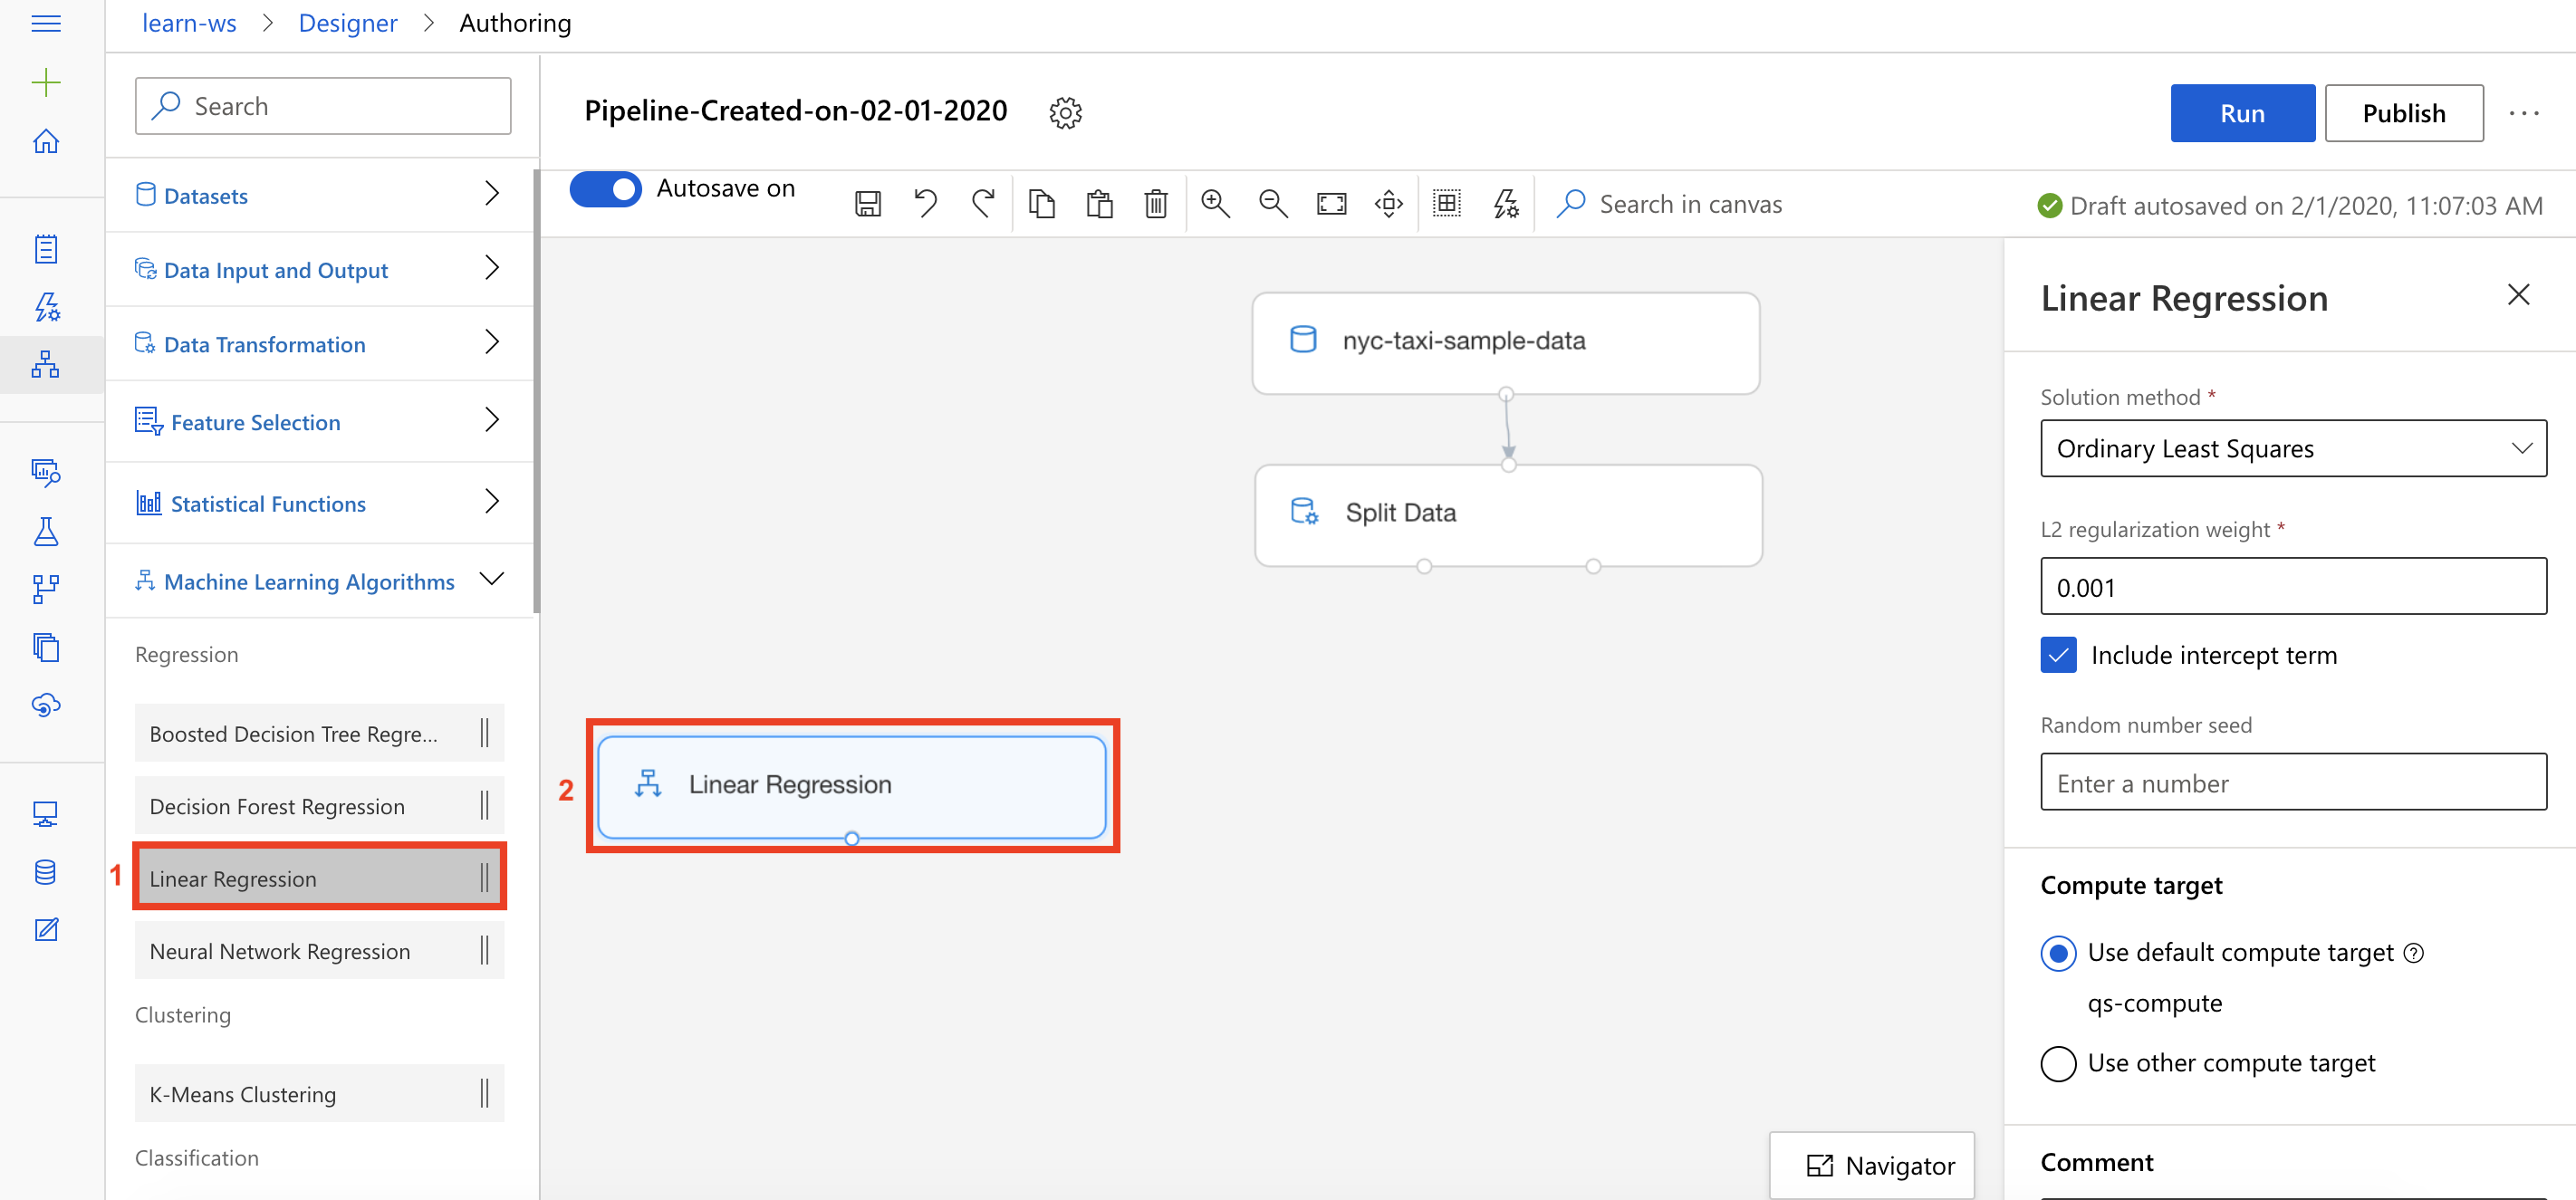 learn-ws > Designer > Authoring
Search
Datasets
Data Input and Output
Data Transformation
Feature Selection
Statistical Functions
Machine Learning Algorithms
Regression
Boosted Decision Tree Regre...
Decision Forest Regression
1
Linear Regression
Neural Network Regression
Clustering
K-Means Clustering
Classification
Pipeline-Created-on-02-01-2020
Run
Publish
...
Autosave on
Search in canvas
Draft autosaved on 2/1/2020, 11:07:03 AM
nyc-taxi-sample-data
Split Data
2
Linear Regression
Navigator
Linear Regression
Solution method *
Ordinary Least Squares
L2 regularization weight *
0.001
Include intercept term
Random number seed
Enter a number
Compute target
Use default compute target ?
qs-compute
Use other compute target
Comment